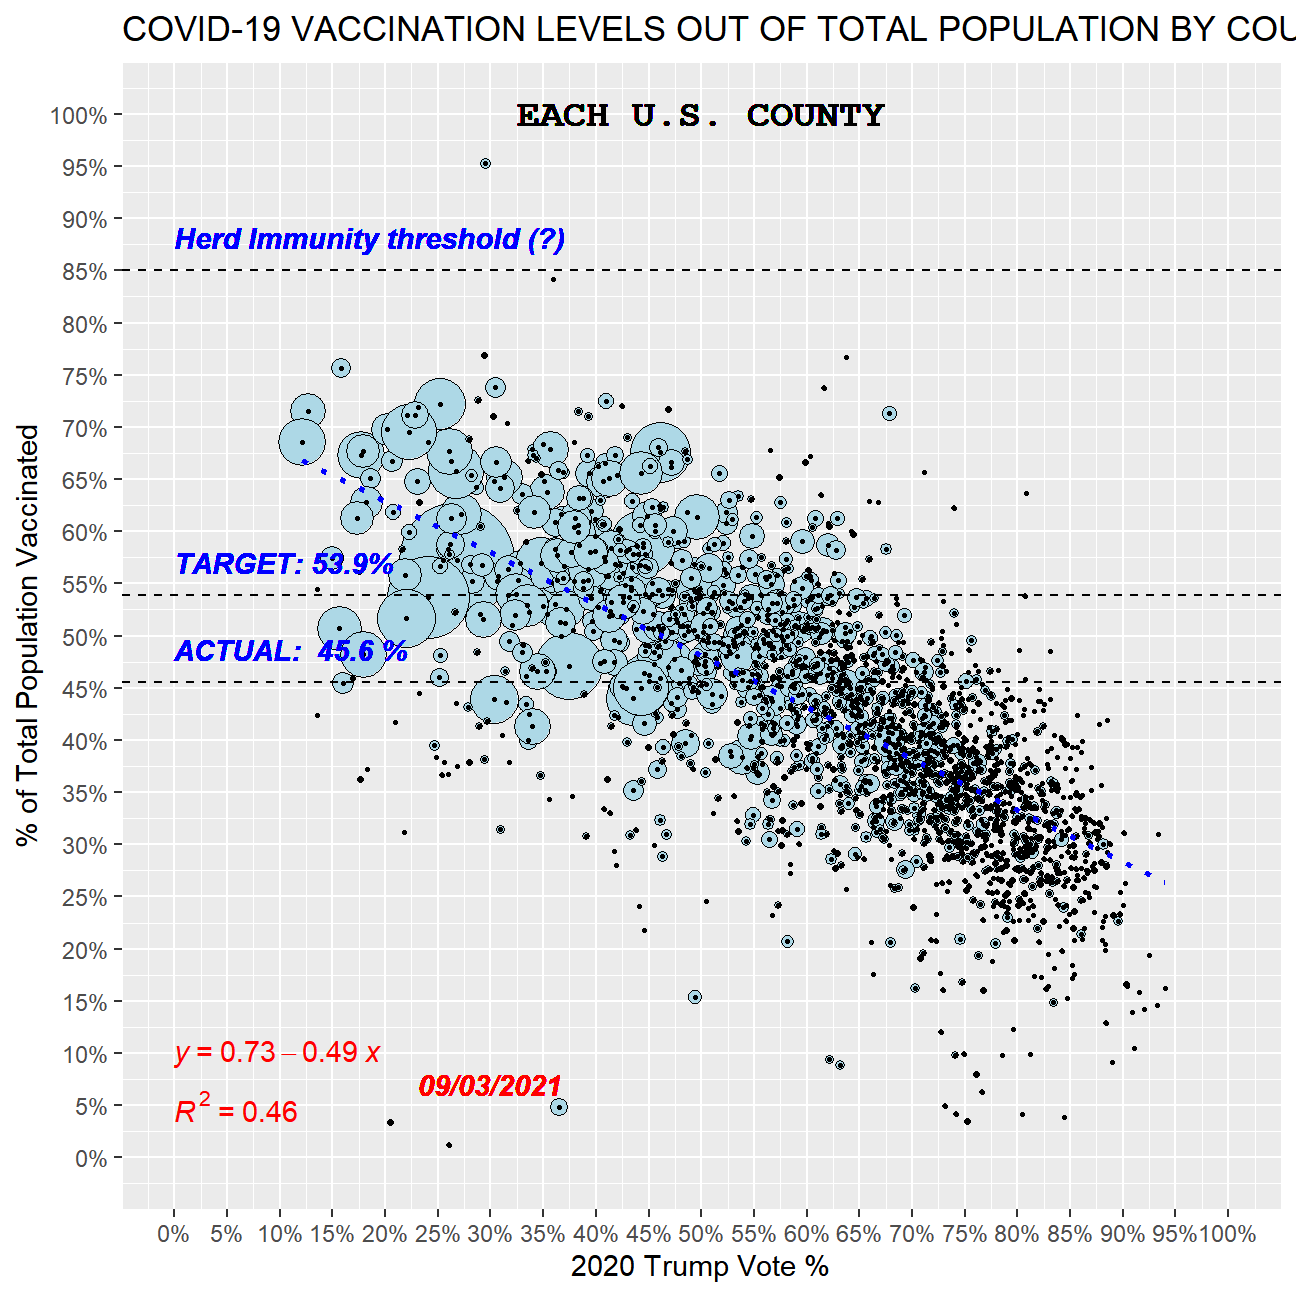 COVID-19 VACCINATION LEVELS OUT OF TOTAL POPULATION BY COU
EACH U.S. COUNTY
100%
95%
90%
Herd Immunity threshold (?)
85%
80%
75%
70%
65%
60%
TARGET: 53.9%
55%
50%
ACTUAL: 45.6 %
45%
40%
35%
30%
25%
20%
15%
10%
y = 0.73 – 0.49 x
09/03/2021
5%
R² = 0.46
0%
% of Total Population Vaccinated
0% 5% 10% 15% 20% 25% 30% 35% 40% 45% 50% 55% 60% 65% 70% 75% 80% 85% 90% 95% 100%
2020 Trump Vote %